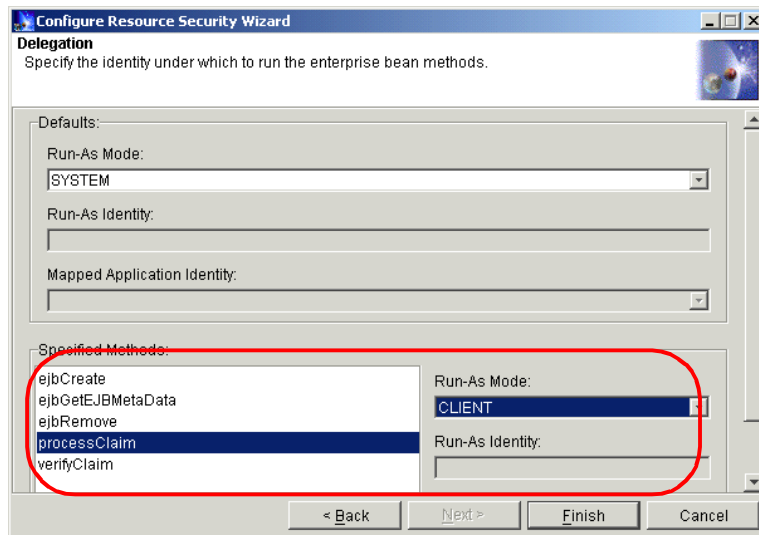 Configure Resource Security Wizard
Delegation
Specify the identity under which to run the enterprise bean methods.
Defaults:
Run-As Mode:
SYSTEM
Run-As Identity:
Mapped Application Identity:
Specified Methods:
ejbCreate
ejbGetEJBMetaData
ejbRemove
processClaim
verifyClaim
Run-As Mode:
CLIENT
Run-As Identity:
< Back
Next >
Finish
Cancel